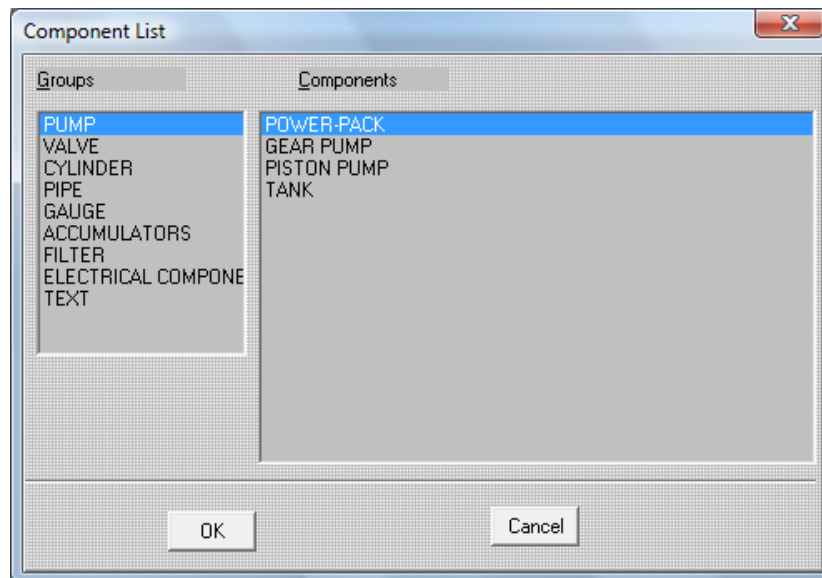 Component List
Groups
Components
PUMP
VALVE
CYLINDER
PIPE
GAUGE
ACCUMULATORS
FILTER
ELECTRICAL COMPONE
TEXT
POWER-PACK
GEAR PUMP
PISTON PUMP
TANK
OK
Cancel